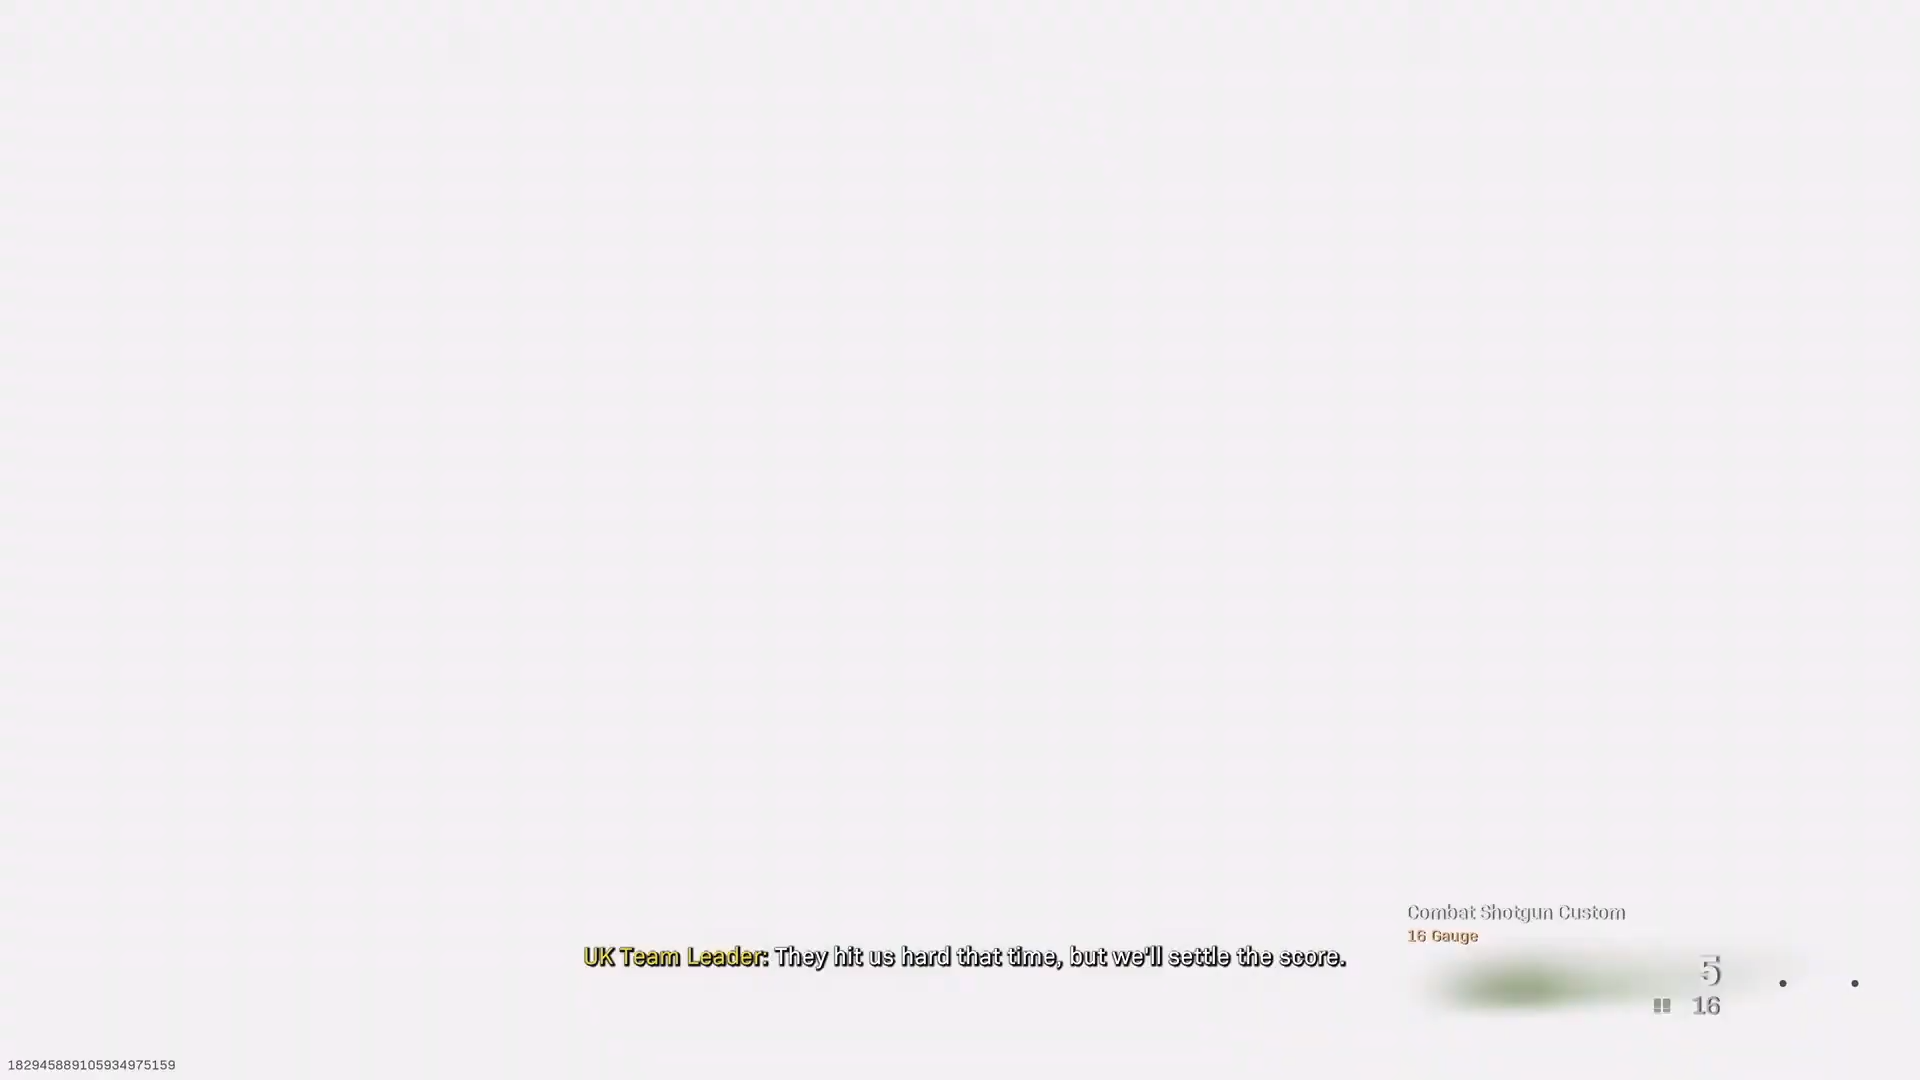 Combat Shotgun Custom
16 Gauge
UK Team Leader: They hit us hard that time, but we'll settle the score.
5
16
182945889105934975159